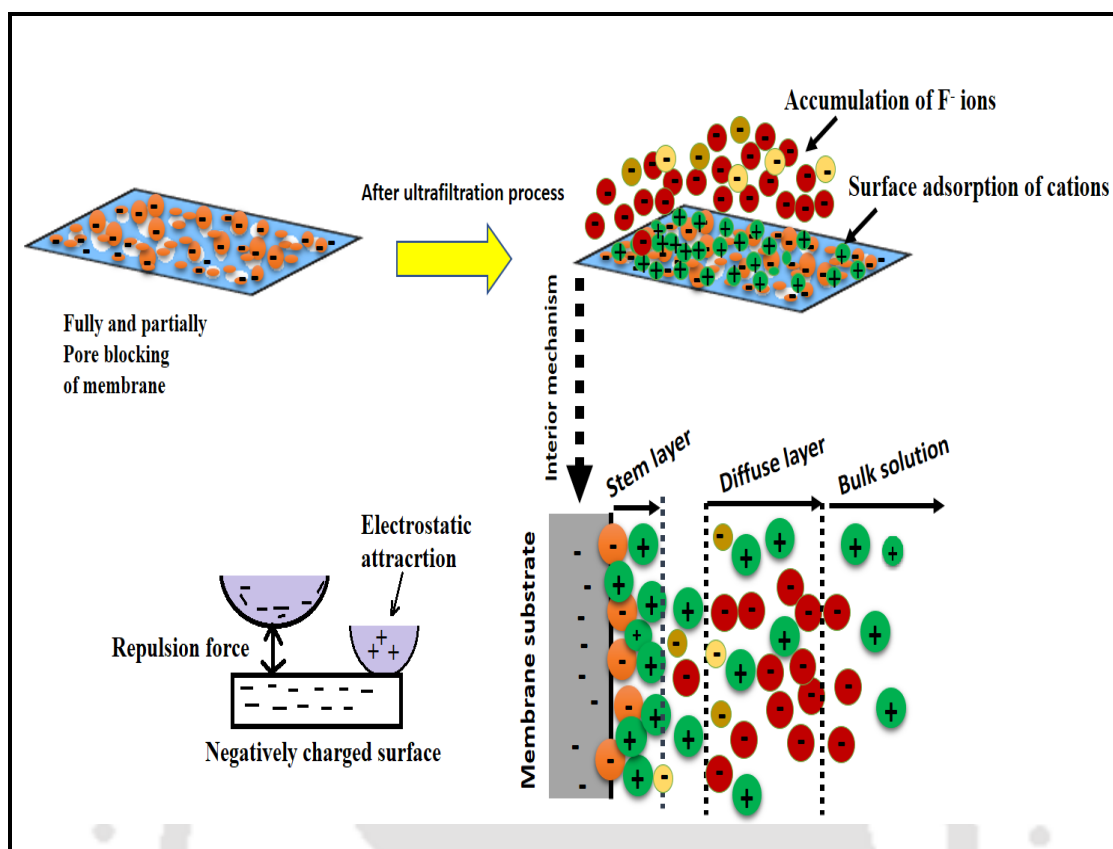 Accumulation of F- ions
After ultrafiltration process
Surface adsorption of cations
Fully and partially
Pore blocking
of membrane
Interior mechanism
Stem layer
Diffuse layer
Bulk solution
Electrostatic
attracrtion
Repulsion force
Membrane substrate
Negatively charged surface